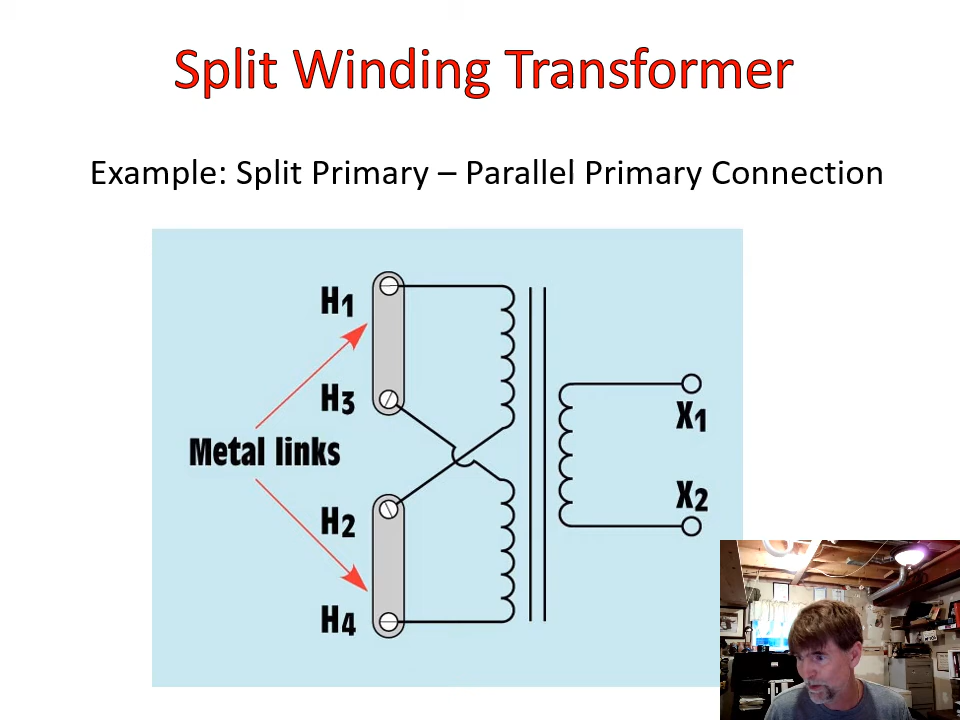 Split Winding Transformer
Example: Split Primary – Parallel Primary Connection
H1
H3
Metal links
H2
H4
X1
X2